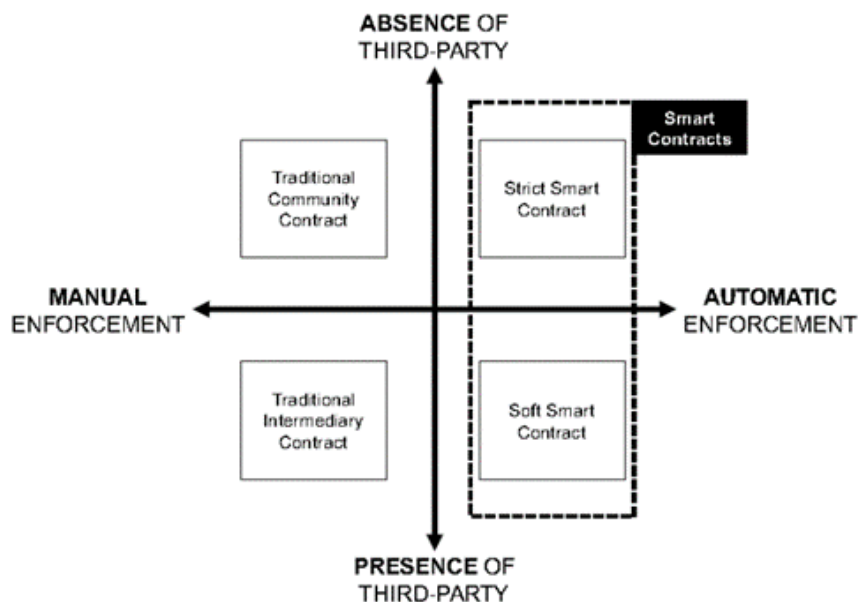 ABSENCE OF
THIRD-PARTY
Smart
Contracts
Traditional
Community
Contract
Strict Smart
Contract
MANUAL
ENFORCEMENT
AUTOMATIC
ENFORCEMENT
Traditional
Intermediary
Contract
Soft Smart
Contract
PRESENCE OF
THIRD-PARTY